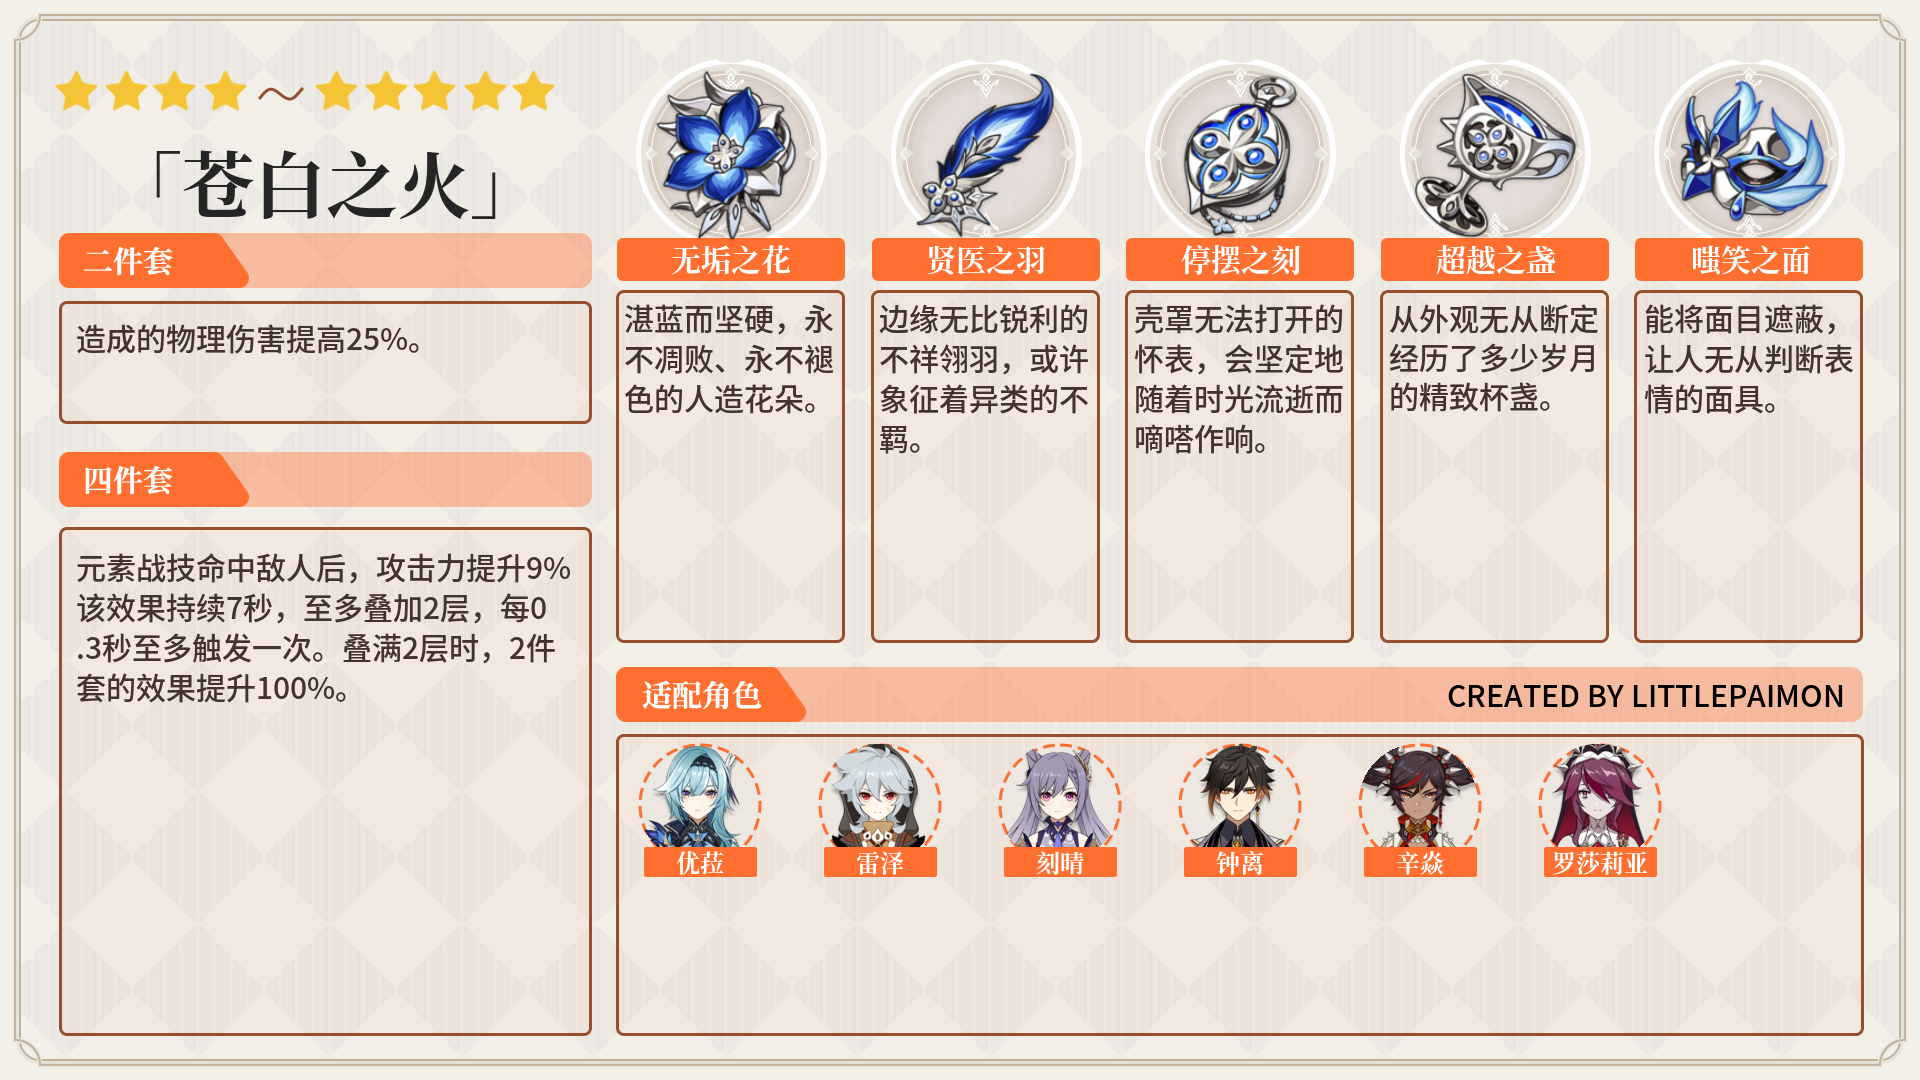 「苍白之火」
二件套
造成的物理伤害提高25%。
四件套
元素战技命中敌人后，攻击力提升9%
该效果持续7秒，至多叠加2层，每0
.3秒至多触发一次。叠满2层时，2件
套的效果提升100%。
无垢之花
湛蓝而坚硬，永
不凋败、永不褪
色的人造花朵。
贤医之羽
边缘无比锐利的
不祥翎羽，或许
象征着异类的不
羁。
停摆之刻
壳罩无法打开的
怀表，会坚定地
随着时光流逝而
嘀嗒作响。
超越之盏
从外观无从断定
经历了多少岁月
的精致杯盏。
嗤笑之面
能将面目遮蔽，
让人无从判断表
情的面具。
适配角色
CREATED BY LITTLEPAIMON
优菈
雷泽
刻晴
钟离
辛焱
罗莎莉亚